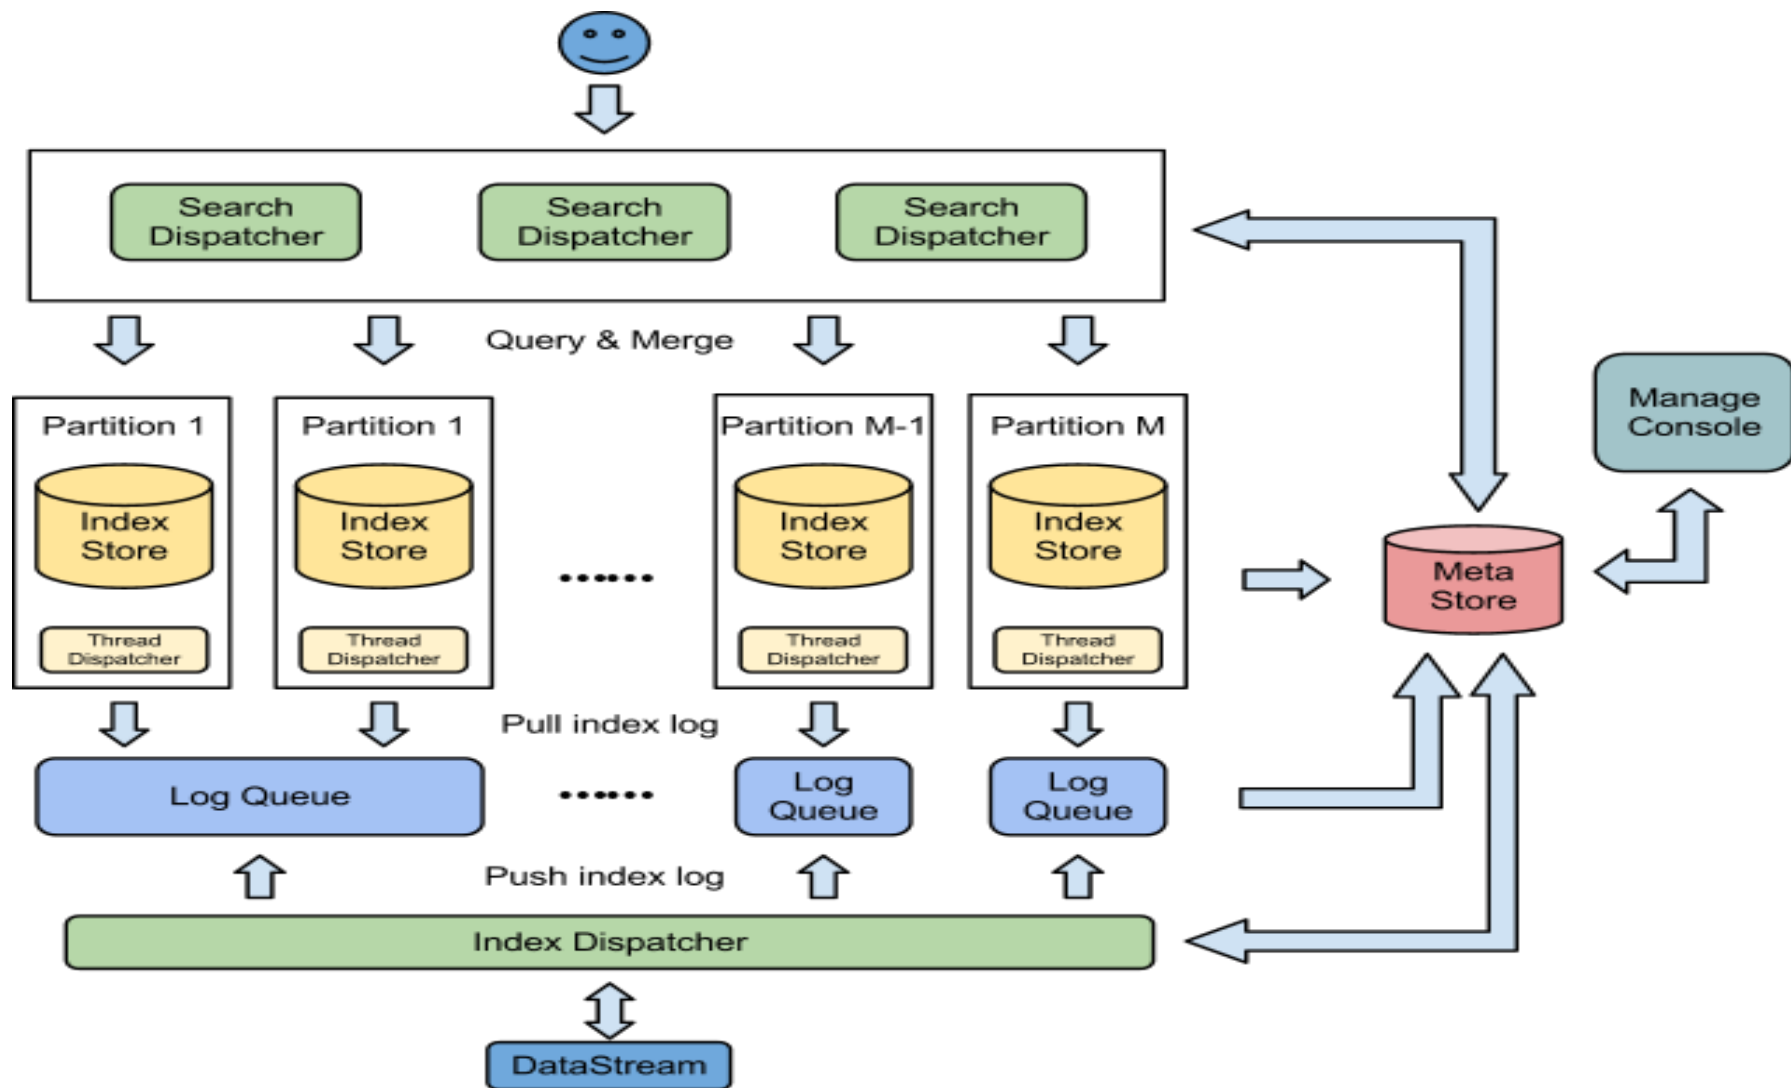 Search
Dispatcher
Search
Dispatcher
Search
Dispatcher
Query & Merge
Manage
Console
Partition 1
Index
Store
Thread
Dispatcher
Partition 1
Index
Store
Thread
Dispatcher
......
Partition M-1
Index
Store
Thread
Dispatcher
Partition M
Index
Store
Thread
Dispatcher
Meta
Store
Pull index log
Log Queue
......
Log
Queue
Log
Queue
Push index log
Index Dispatcher
DataStream